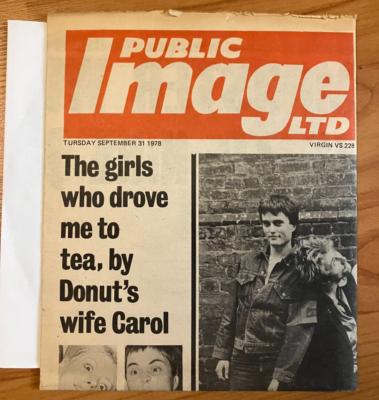 PUBLIC
Image
LTD
TURSDAY SEPTEMBER 31 1978 VIRGIN VS 228
The girls
who drove
me to
tea, by
Donut's
wife Carol